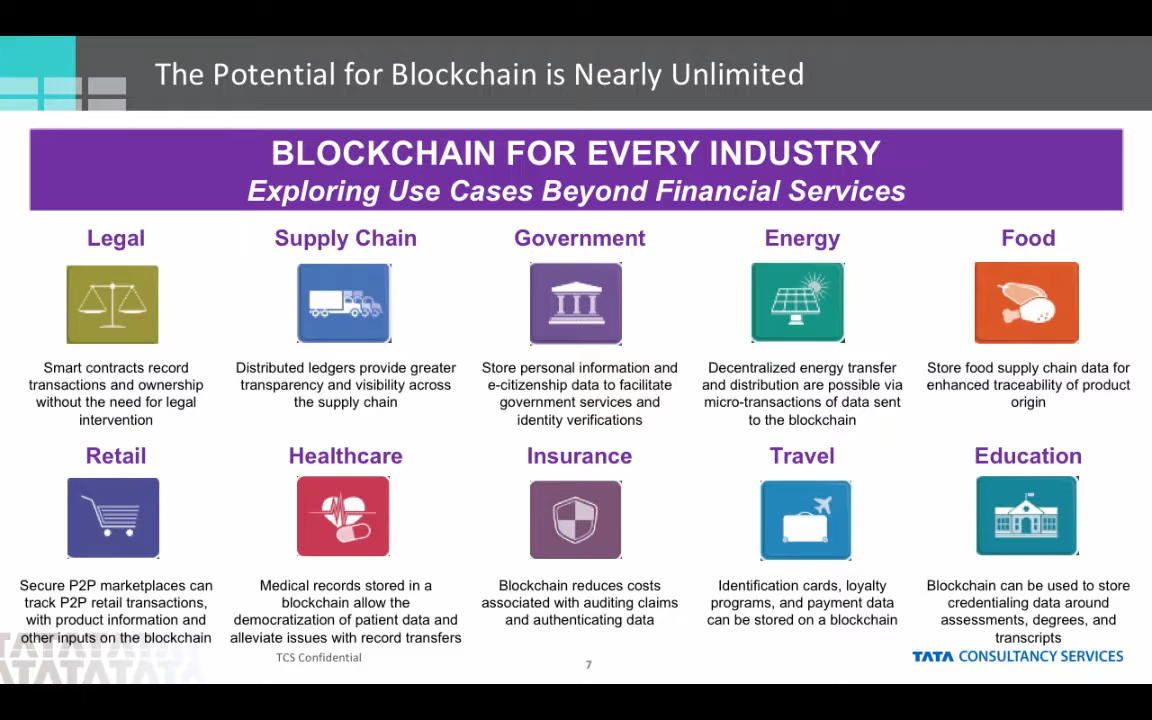 The Potential for Blockchain is Nearly Unlimited
BLOCKCHAIN FOR EVERY INDUSTRY
Exploring Use Cases Beyond Financial Services
Legal
Smart contracts record
transactions and ownership
without the need for legal
intervention
Supply Chain
Distributed ledgers provide greater
transparency and visibility across
the supply chain
Government
Store personal information and
e-citizenship data to facilitate
government services and
identity verifications
Energy
Decentralized energy transfer
and distribution are possible via
micro-transactions of data sent
to the blockchain
Food
Store food supply chain data for
enhanced traceability of product
origin
Retail
Secure P2P marketplaces can
track P2P retail transactions,
with product information and
other inputs on the blockchain
Healthcare
Medical records stored in a
blockchain allow the
democratization of patient data and
alleviate issues with record transfers
Insurance
Blockchain reduces costs
associated with auditing claims
and authenticating data
Travel
Identification cards, loyalty
programs, and payment data
can be stored on a blockchain
Education
Blockchain can be used to store
credentialing data around
assessments, degrees, and
transcripts
TCS Confidential
7
TATA CONSULTANCY SERVICES